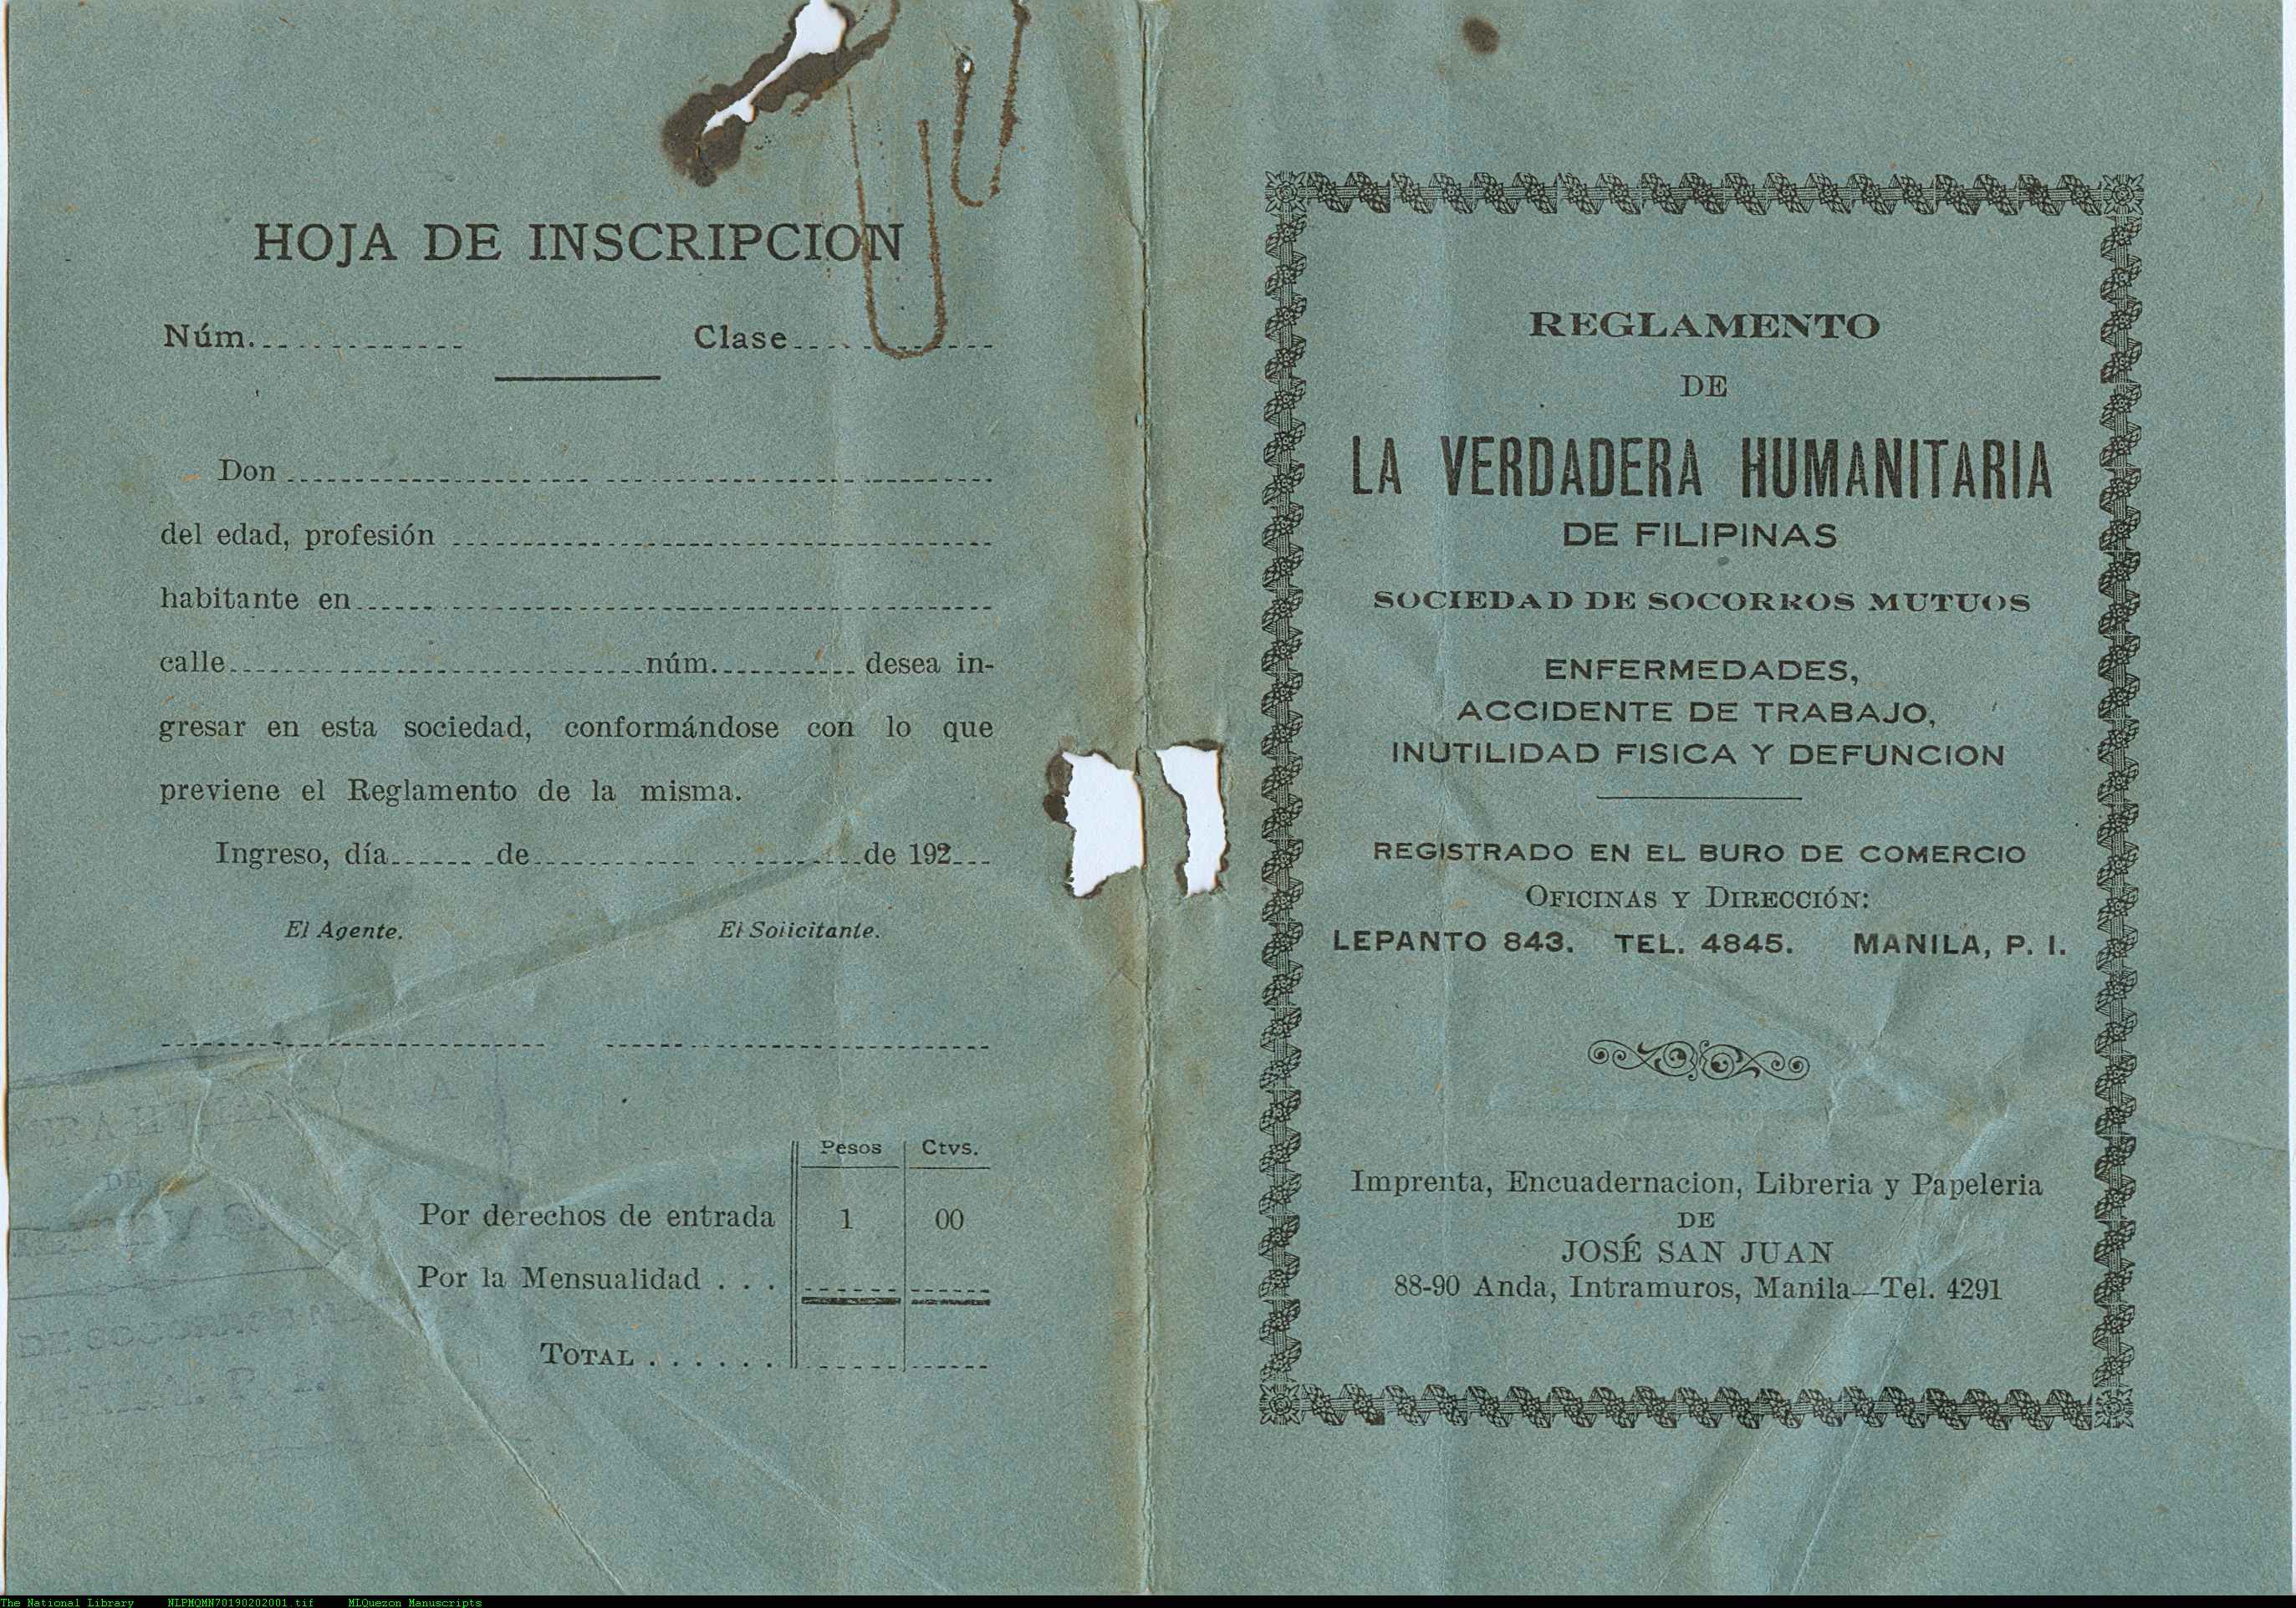 HOJA DE INSCRIPCION
Núm.............. Clase..............
Don ........................................
del edad, profesión ........................................
habitante en........................................
calle..............................núm........... desea in-
gresar en esta sociedad, conformándose con lo que
previene el Reglamento de la misma.
Ingreso, día.......de........................de 192...
El Agente.
El Solicitante.
Pesos Ctvs.
Por derechos de entrada 1 00
Por la Mensualidad . . .
TOTAL . . . . . .
REGLAMENTO
DE
LA VERDADERA HUMANITARIA
DE FILIPINAS
SOCIEDAD DE SOCORROS MUTUOS
ENFERMEDADES,
ACCIDENTE DE TRABAJO,
INUTILIDAD FISICA Y DEFUNCION
REGISTRADO EN EL BURO DE COMERCIO
OFICINAS Y DIRECCIÓN:
LEPANTO 843. TEL. 4845. MANILA, P. I.
Imprenta, Encuadernacion, Libreria y Papeleria
DE
JOSÉ SAN JUAN
88-90 Anda, Intramuros, Manila—Tel. 4291
The National Library NLPMQMN70190202001.tif MLQuezon Manuscripts